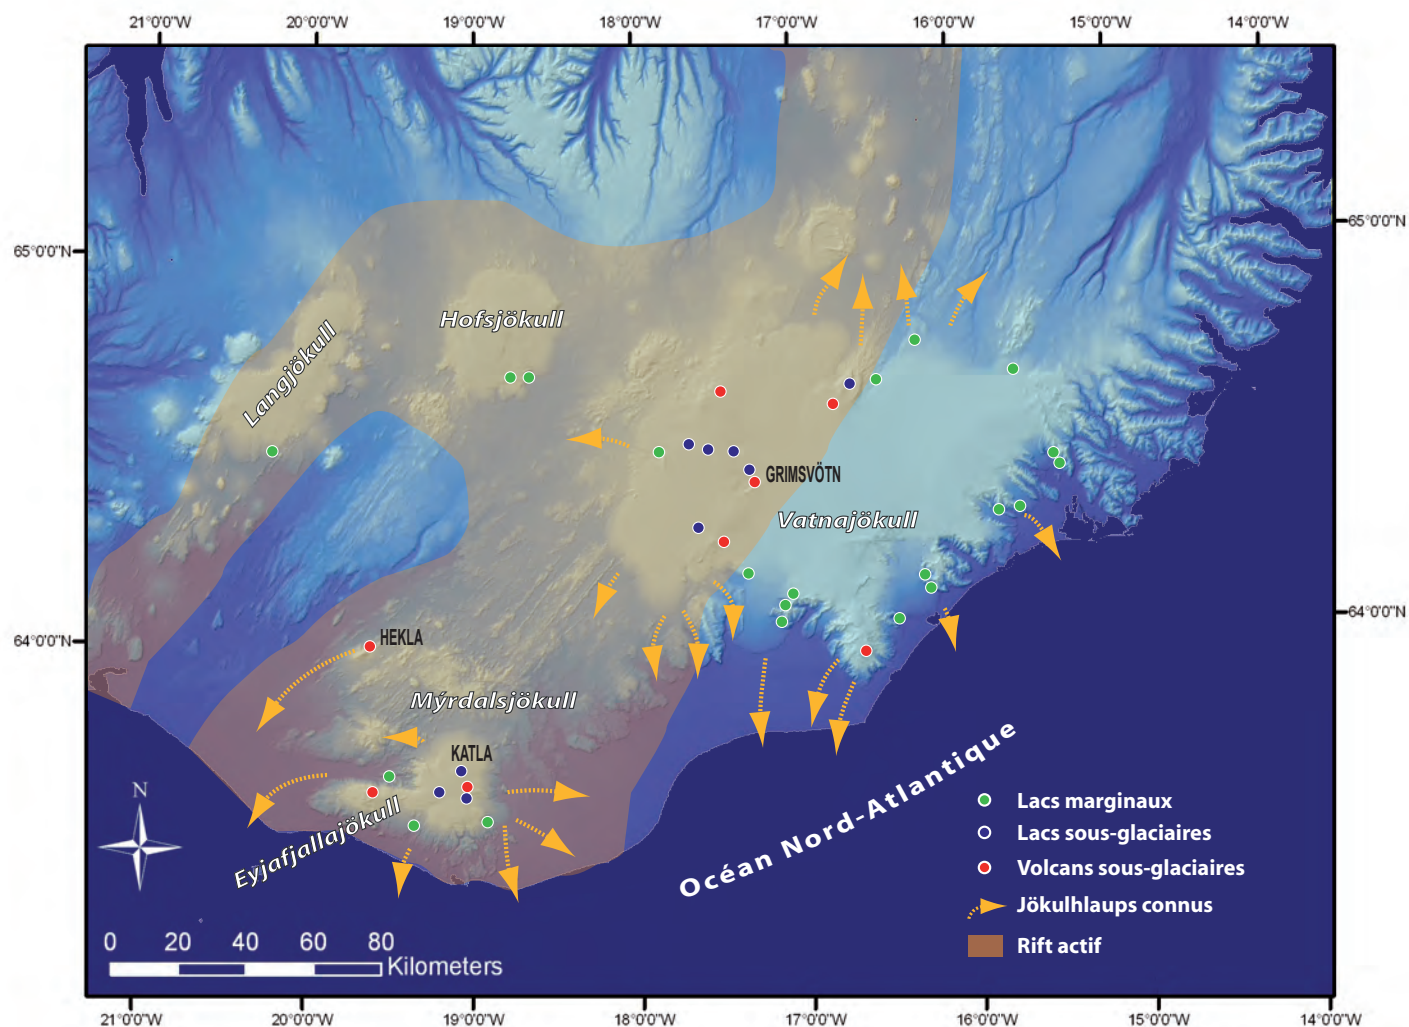 21°0'0"W 20°0'0"W 19°0'0"W 18°0'0"W 17°0'0"W 16°0'0"W 15°0'0"W 14°0'0"W
65°0'0"N
65°0'0"N
Hofsjökull
Langjökull
GRIMSVÖTN
Vatnajökull
64°0'0"N
64°0'0"N
HEKLA
Mýrdalsjökull
KATLA
Eyjafjallajökull
Océan Nord-Atlantique
N
Lacs marginaux
Lacs sous-glaciaires
Volcans sous-glaciaires
Jökulhlaups connus
Rift actif
0 20 40 60 80
Kilometers
21°0'0"W 20°0'0"W 19°0'0"W 18°0'0"W 17°0'0"W 16°0'0"W 15°0'0"W 14°0'0"W